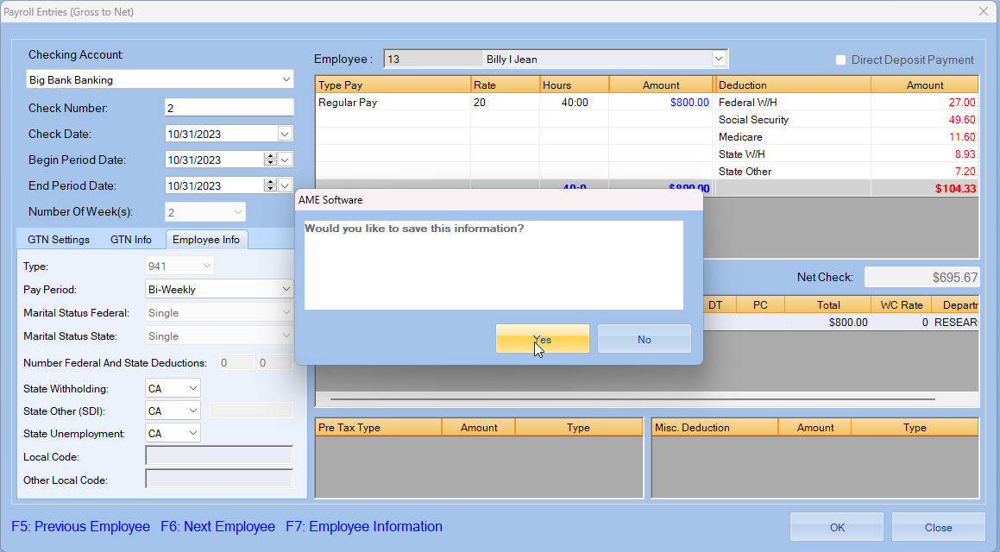 Payroll Entries (Gross to Net)
Checking Account:
Big Bank Banking
Check Number: 2
Check Date: 10/31/2023
Begin Period Date: 10/31/2023
End Period Date: 10/31/2023
Number Of Week(s): 2
GTN Settings GTN Info Employee Info
Type: 941
Pay Period: Bi-Weekly
Marital Status Federal: Single
Marital Status State: Single
Number Federal And State Deductions: 0 0
State Withholding: CA
State Other (SDI): CA
State Unemployment: CA
Local Code:
Other Local Code:
Employee : 13 Billy I Jean
Direct Deposit Payment
Type Pay Rate Hours Amount Deduction Amount
Regular Pay 20 40:00 $800.00 Federal W/H 27.00
Social Security 49.60
Medicare 11.60
State W/H 8.93
State Other 7.20
40:0 $800.00 $104.33
AME Software
Would you like to save this information?
Yes No
Net Check: $695.67
DT PC Total WC Rate Departm
$800.00 0 RESEAR
Pre Tax Type Amount Type
Misc. Deduction Amount Type
F5: Previous Employee F6: Next Employee F7: Employee Information
OK Close